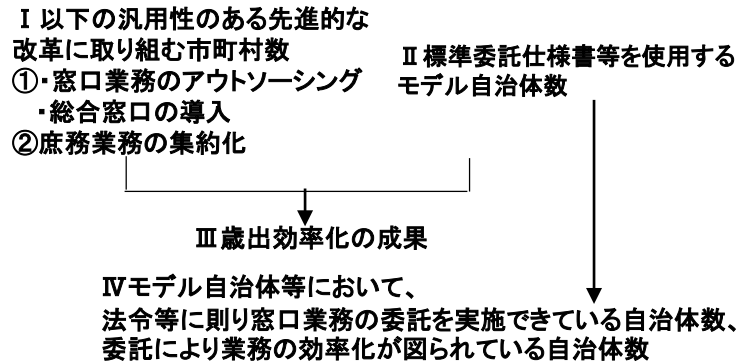 Ⅰ 以下の汎用性のある先進的な
改革に取り組む市町村数
①・窓口業務のアウトソーシング
・総合窓口の導入
②庶務業務の集約化
Ⅱ標準委託仕様書等を使用する
モデル自治体数
Ⅲ歳出効率化の成果
Ⅳモデル自治体等において、
法令等に則り窓口業務の委託を実施できている自治体数、
委託により業務の効率化が図られている自治体数